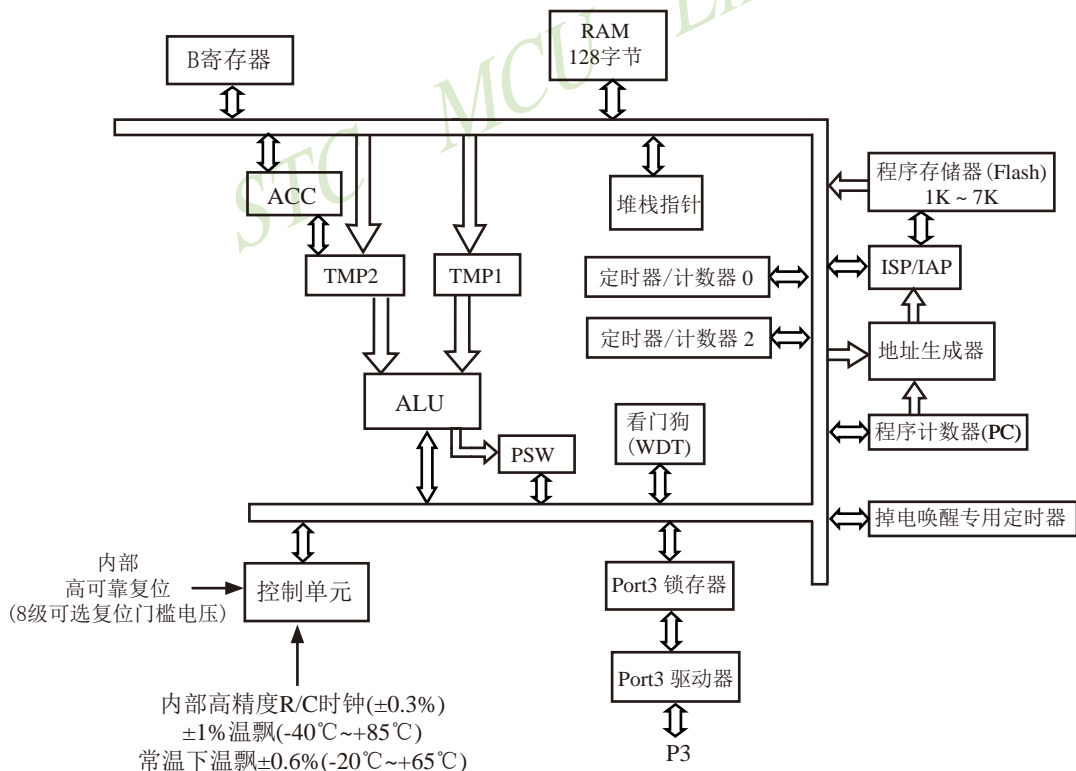 STC MCU
RAM
128字节
B寄存器
ACC
堆栈指针
程序存储器(Flash)
1K ~ 7K
TMP2
TMP1
定时器/计数器 0
ISP/IAP
定时器/计数器 2
地址生成器
ALU
看门狗
(WDT)
程序计数器(PC)
PSW
掉电唤醒专用定时器
内部
高可靠复位
(8级可选复位门槛电压)
控制单元
Port3 锁存器
Port3 驱动器
内部高精度R/C时钟(±0.3%)
±1%温飘(-40℃~+85℃)
常温下温飘±0.6%(-20℃~+65℃)
P3